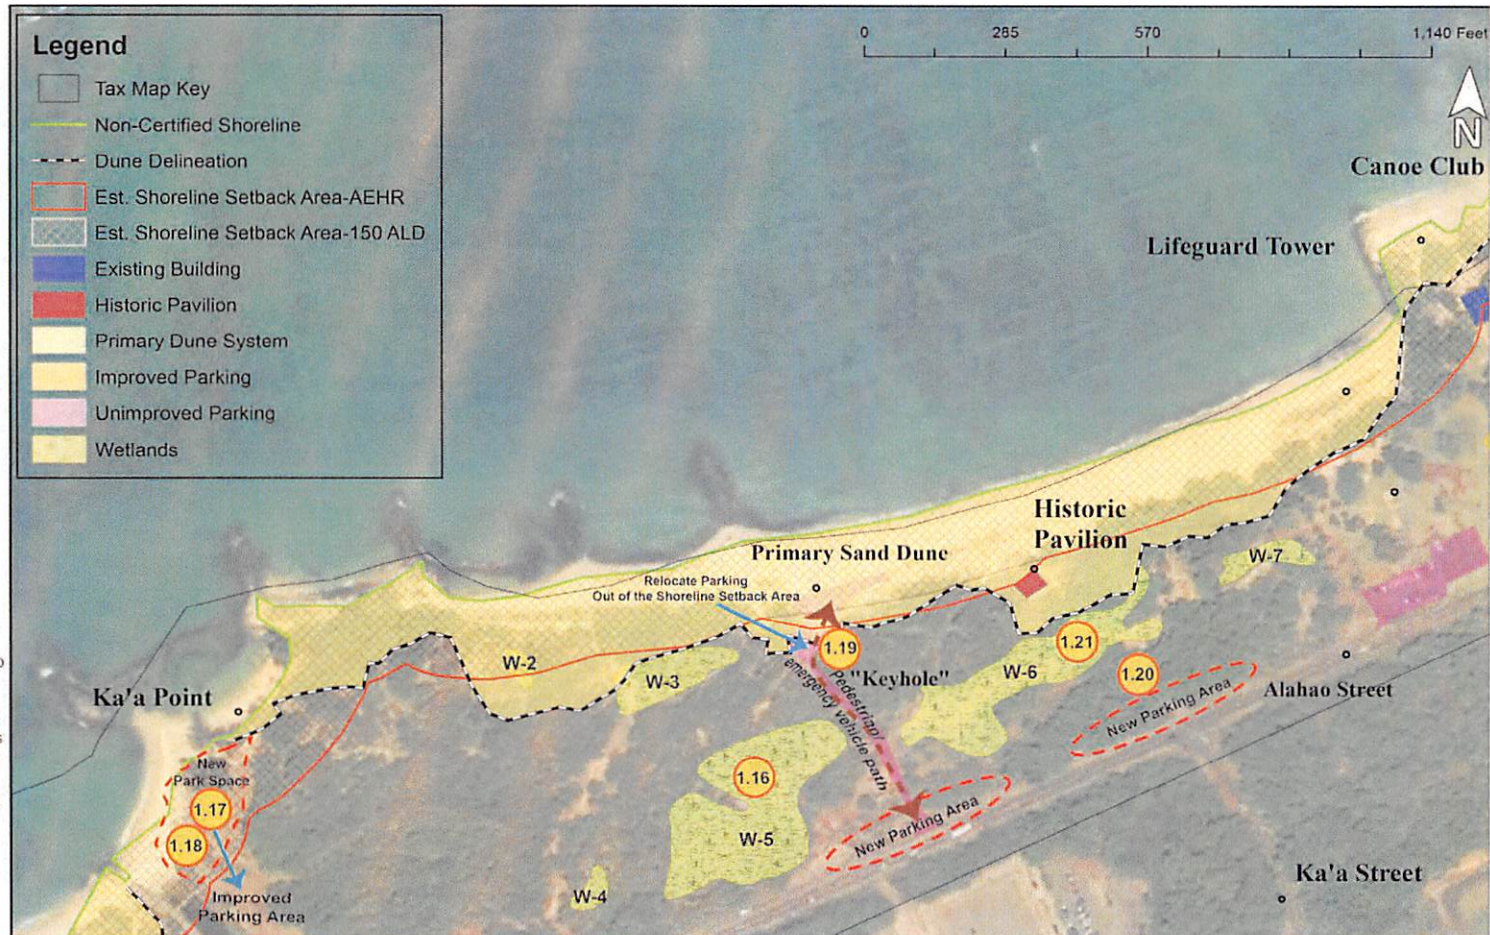 Legend
Tax Map Key
Non-Certified Shoreline
Dune Delineation
Est. Shoreline Setback Area-AEHR
Est. Shoreline Setback Area-150 ALD
Existing Building
Historic Pavilion
Primary Dune System
Improved Parking
Unimproved Parking
Wetlands
0 285 570 1,140 Feet
N
Canoe Club
Lifeguard Tower
Historic
Pavilion
Primary Sand Dune
Relocate Parking
Out of the Shoreline Setback Area
W-7
1.21
1.19
W-2
W-3
"Keyhole"
W-6
1.20
Pedestrian/
emergency vehicle path
New Parking Area
Alahao Street
Ka'a Point
New
Park Space
1.17
1.18
1.16
W-5
New Parking Area
W-4
Improved
Parking Area
Ka'a Street